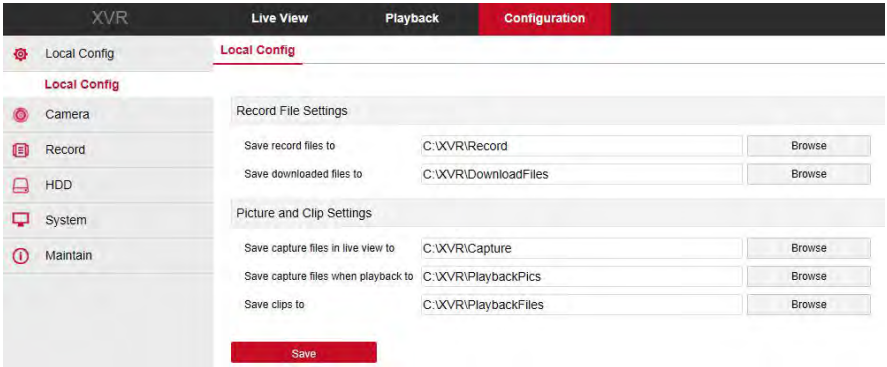 XVR
Live View
Playback
Configuration
Local Config
Local Config
Camera
Record
HDD
System
Maintain
Local Config
Record File Settings
Save record files to C:\XVR\Record Browse
Save downloaded files to C:\XVR\DownloadFiles Browse
Picture and Clip Settings
Save capture files in live view to C:\XVR\Capture Browse
Save capture files when playback to C:\XVR\PlaybackPics Browse
Save clips to C:\XVR\PlaybackFiles Browse
Save